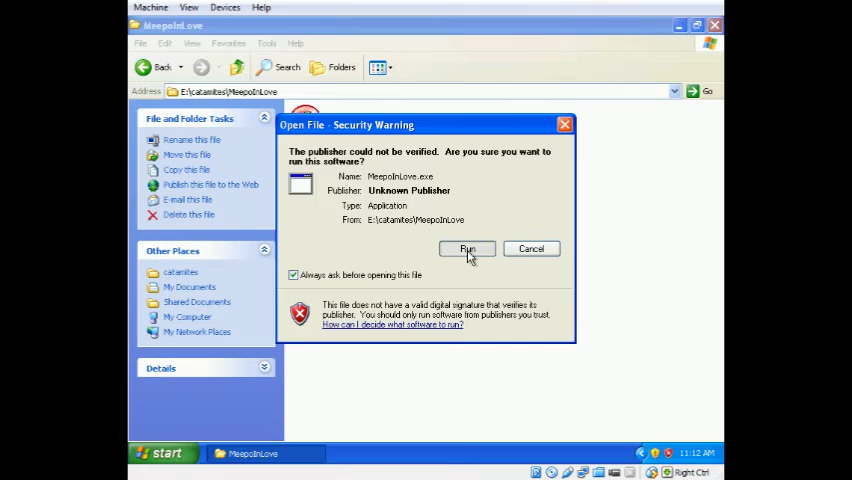 Machine View Devices Help
MeepoInLove
File Edit View Favorites Tools Help
Back Search Folders
Address E:\catamites\MeepoInLove Go
File and Folder Tasks
Rename this file
Move this file
Copy this file
Publish this file to the Web
E-mail this file
Delete this file
Other Places
catamites
My Documents
Shared Documents
My Computer
My Network Places
Details
Open File - Security Warning
The publisher could not be verified. Are you sure you want to
run this software?
Name: MeepoInLove.exe
Publisher: Unknown Publisher
Type: Application
From: E:\catamites\MeepoInLove
Run Cancel
Always ask before opening this file
This file does not have a valid digital signature that verifies its
publisher. You should only run software from publishers you trust.
How can I decide what software to run?
start MeepoInLove 11:12 AM
Right Ctrl